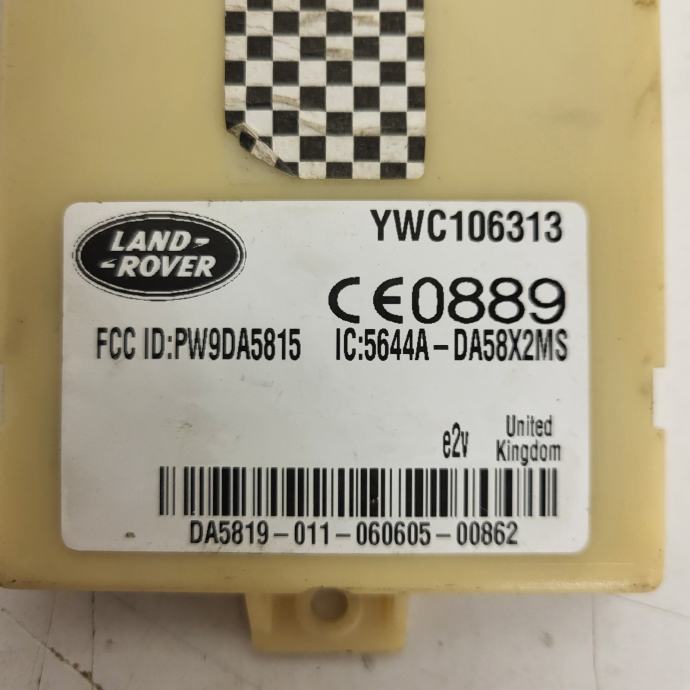 LAND-
-ROVER
YWC106313
CE0889
FCC ID:PW9DA5815 IC:5644A-DA58X2MS
e2v United
Kingdom
DA5819-011-060605-00862